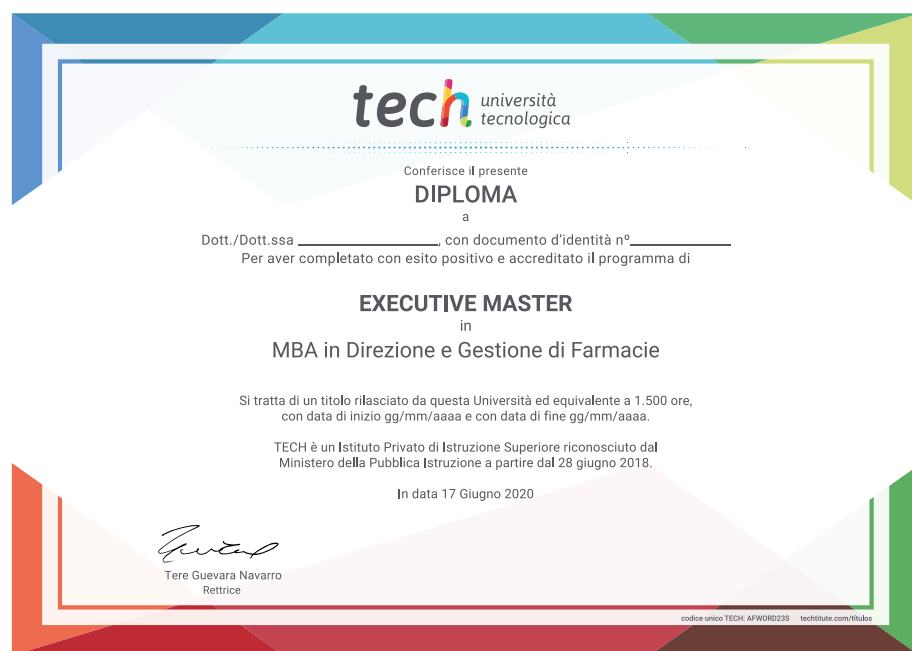 tech università
tecnologica
Conferisce il presente
DIPLOMA
a
Dott./Dott.ssa ____________________, con documento d'identità nº______________
Per aver completato con esito positivo e accreditato il programma di
EXECUTIVE MASTER
in
MBA in Direzione e Gestione di Farmacie
Si tratta di un titolo rilasciato da questa Università ed equivalente a 1.500 ore,
con data di inizio gg/mm/aaaa e con data di fine gg/mm/aaaa.
TECH è un Istituto Privato di Istruzione Superiore riconosciuto dal
Ministero della Pubblica Istruzione a partire dal 28 giugno 2018.
In data 17 Giugno 2020
Tere Guevara Navarro
Rettrice
codice unico TECH: AFWORD23S techtitute.com/títulos